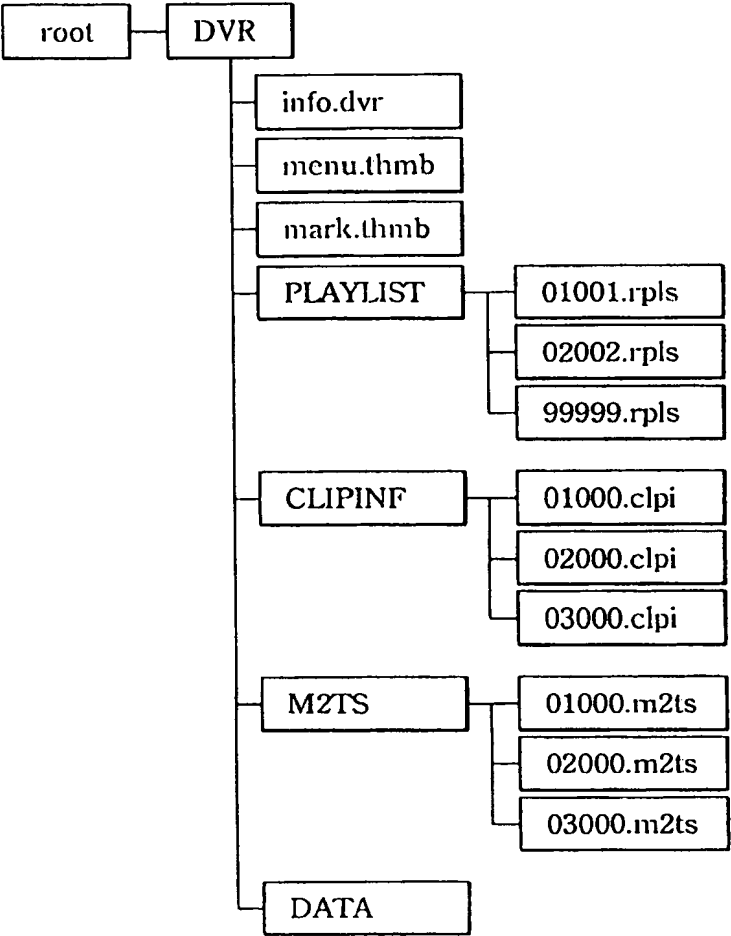 root
DVR
info.dvr
menu.thmb
mark.thmb
PLAYLIST
01001.rpls
02002.rpls
99999.rpls
CLIPINF
01000.clpi
02000.clpi
03000.clpi
M2TS
01000.m2ts
02000.m2ts
03000.m2ts
DATA